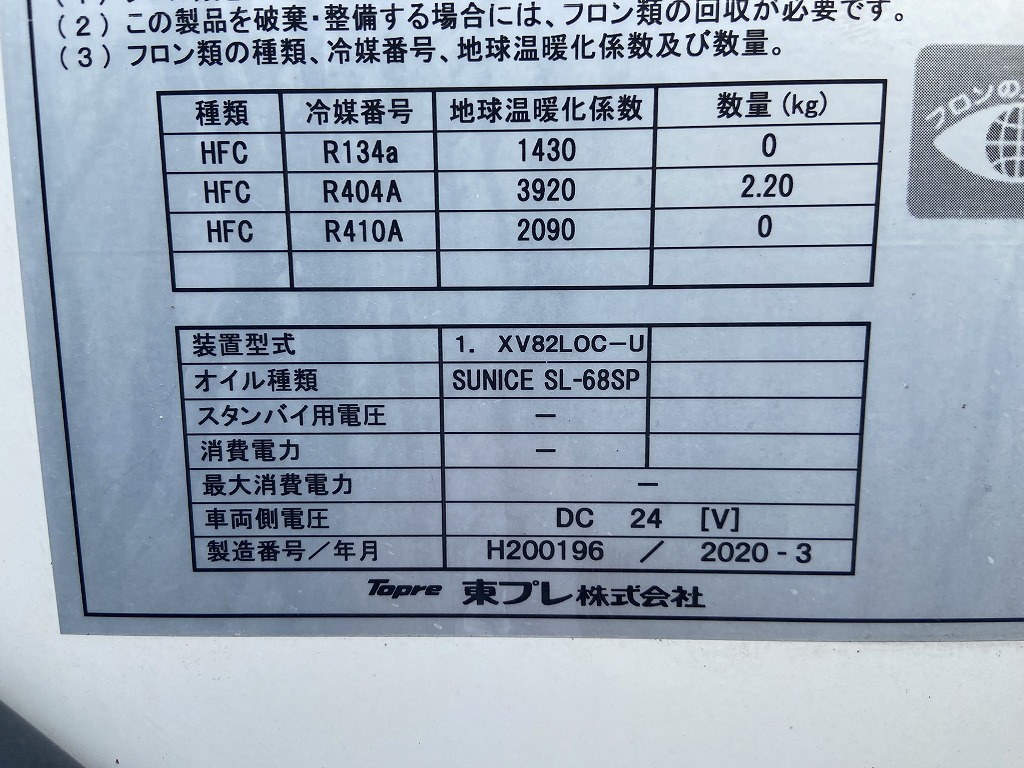 (2) この製品を破棄・整備する場合には、フロン類の回収が必要です。
(3) フロン類の種類、冷媒番号、地球温暖化係数及び数量。
種類 冷媒番号 地球温暖化係数 数量 (kg)
HFC R134a 1430 0
HFC R404A 3920 2.20
HFC R410A 2090 0
フロンの
装置型式 1. XV82LOC-U
オイル種類 SUNICE SL-68SP
スタンバイ用電圧 —
消費電力 —
最大消費電力 —
車両側電圧 DC 24 [V]
製造番号/年月 H200196 / 2020-3
Topre 東プレ株式会社